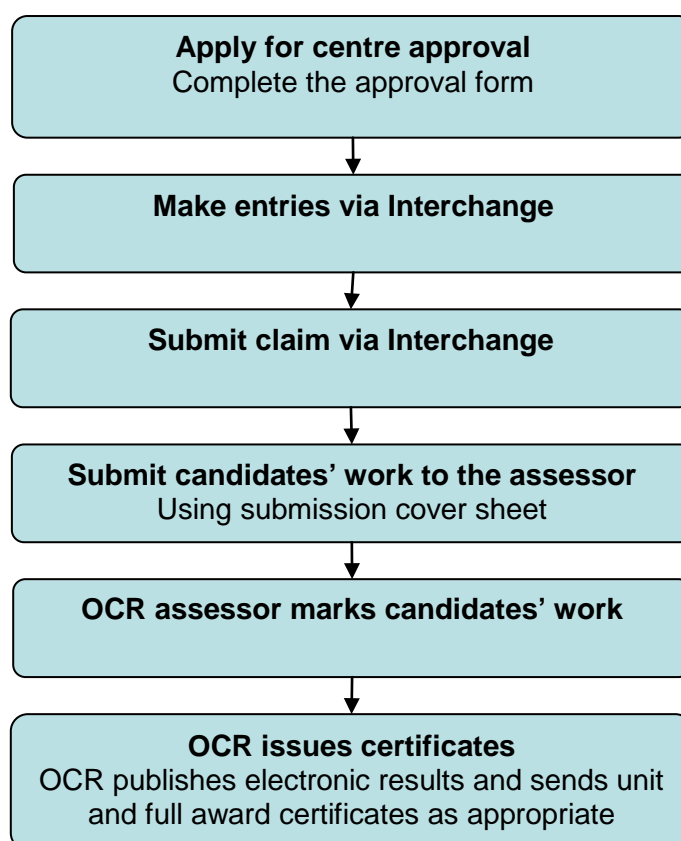 Apply for centre approval
Complete the approval form
Make entries via Interchange
Submit claim via Interchange
Submit candidates’ work to the assessor
Using submission cover sheet
OCR assessor marks candidates’ work
OCR issues certificates
OCR publishes electronic results and sends unit
and full award certificates as appropriate